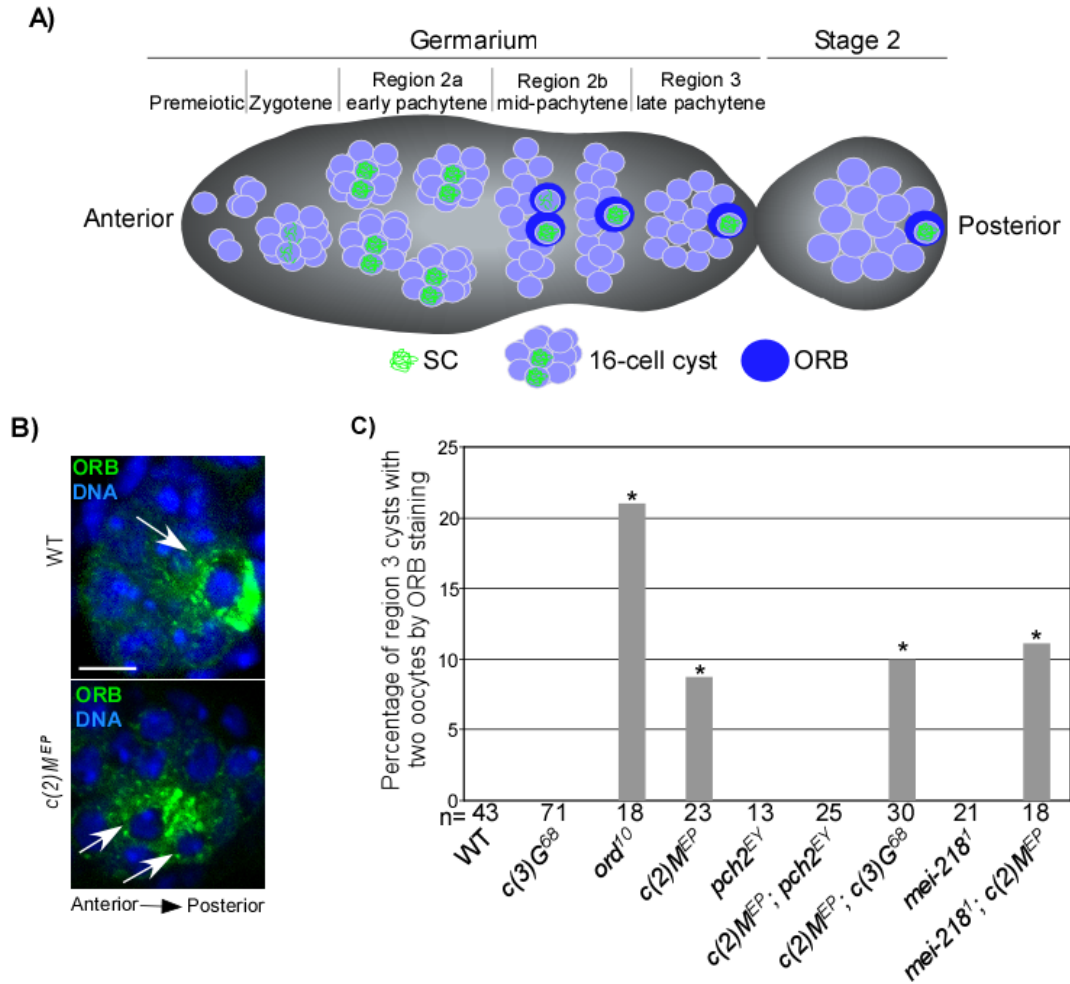 A)
Germarium
Stage 2
Premeiotic
Zygotene
Region 2a
early pachytene
Region 2b
mid-pachytene
Region 3
late pachytene
Anterior
Posterior
SC
16-cell cyst
ORB
B)
ORB
DNA
WT
ORB
DNA
c(2)M^EP
Anterior
Posterior
C)
Percentage of region 3 cysts with
two oocytes by ORB staining
25
20
15
10
5
0
*
*
*
*
n= 43 71 18 23 13 25 30 21 18
WT
c(3)G^68
ord^10
c(2)M^EP
pch2^EY
c(2)M^EP; pch2^EY
c(2)M^EP; c(3)G^68
mei-218^1
mei-218^1; c(2)M^EP